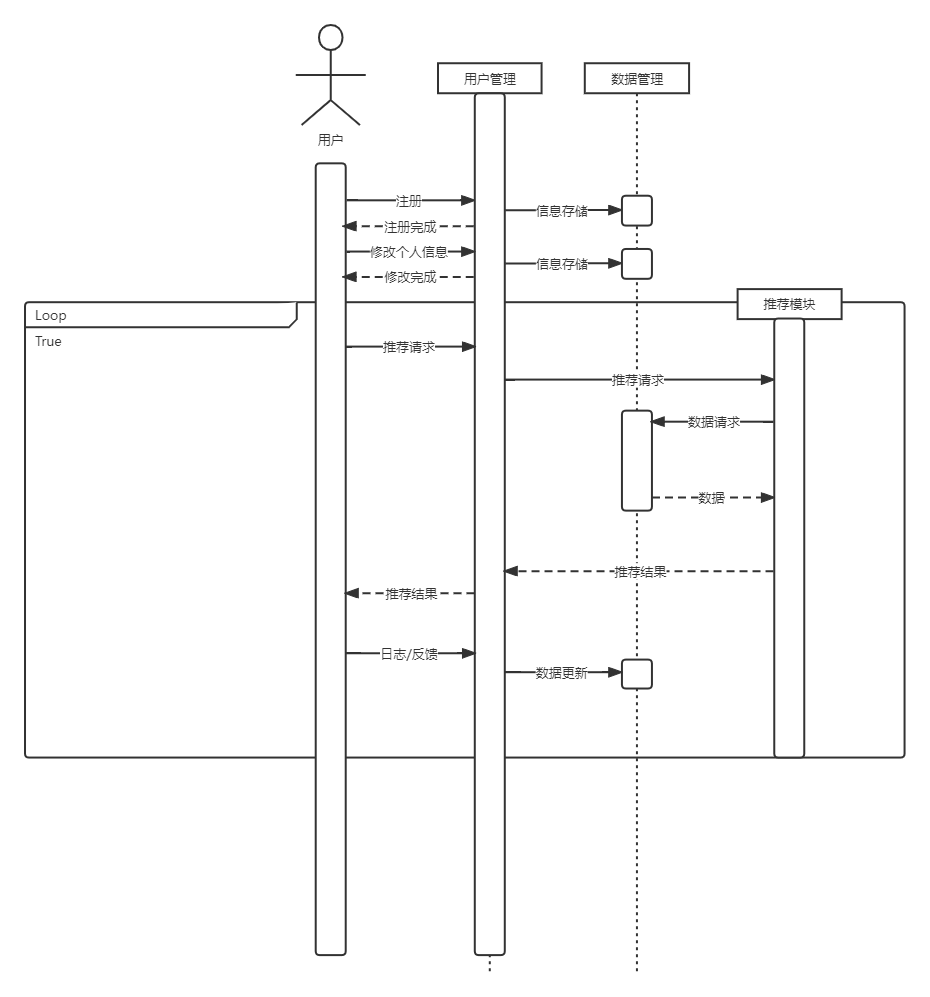 用户管理
数据管理
用户
注册
信息存储
注册完成
修改个人信息
信息存储
修改完成
推荐模块
Loop
True
推荐请求
推荐请求
数据请求
数据
推荐结果
推荐结果
日志/反馈
数据更新